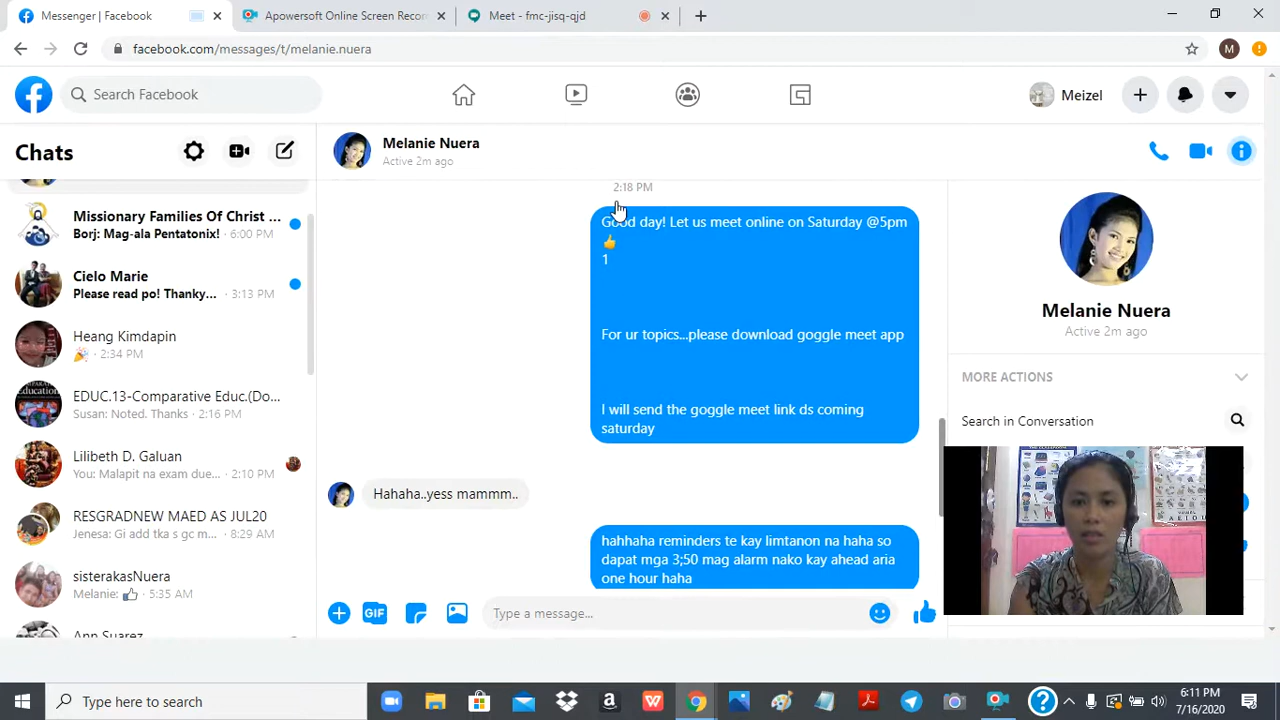 Messenger | Facebook
Apowersoft Online Screen Recor
Meet - fmc-jisq-qjd
facebook.com/messages/t/melanie.nuera
M
Search Facebook
Meizel
Chats
Melanie Nuera
Active 2m ago
Missionary Families Of Christ ...
Borj: Mag-ala Pentatonix! · 6:00 PM
Cielo Marie
Please read po! Thanky... · 3:13 PM
Heang Kimdapin
🎉 · 2:34 PM
EDUC.13-Comparative Educ.(Do...
Susan: Noted. Thanks · 2:16 PM
Lilibeth D. Galuan
You: Malapit na exam due... · 2:10 PM
RESGRADNEW MAED AS JUL20
Jenesa: Gi add tka s gc m... · 8:29 AM
sisterakasNuera
Melanie: 👍 · 5:35 AM
Ann Suarez
2:18 PM
Good day! Let us meet online on Saturday @5pm
👍
1
For ur topics...please download goggle meet app
I will send the goggle meet link ds coming
saturday
Hahaha..yess mammm..
hahhaha reminders te kay limtanon na haha so
dapat mga 3;50 mag alarm nako kay ahead aria
one hour haha
GIF
Type a message...
Melanie Nuera
Active 2m ago
MORE ACTIONS
Search in Conversation
Type here to search
6:11 PM
7/16/2020